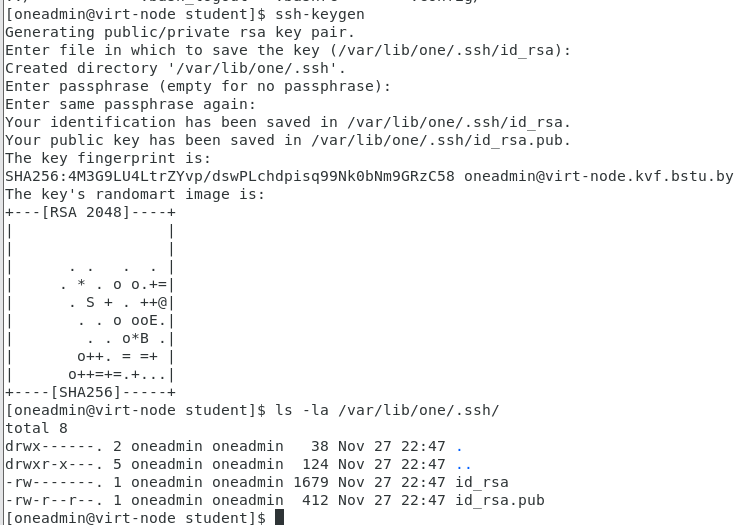 [oneadmin@virt-node student]$ ssh-keygen
Generating public/private rsa key pair.
Enter file in which to save the key (/var/lib/one/.ssh/id_rsa):
Created directory '/var/lib/one/.ssh'.
Enter passphrase (empty for no passphrase):
Enter same passphrase again:
Your identification has been saved in /var/lib/one/.ssh/id_rsa.
Your public key has been saved in /var/lib/one/.ssh/id_rsa.pub.
The key fingerprint is:
SHA256:4M3G9LU4LtrZYvp/dswPLchdpisq99Nk0bNm9GRzC58 oneadmin@virt-node.kvf.bstu.by
The key's randomart image is:
+---[RSA 2048]----+
|                 |
|                 |
|      . .   .  . |
|     . * . o o.+=|
|      . S + . ++@|
|       . . o ooE.|
|        . . o*B .|
|       o++. = =+ |
|      o++=+=.+...|
+----[SHA256]-----+
[oneadmin@virt-node student]$ ls -la /var/lib/one/.ssh/
total 8
drwx------. 2 oneadmin oneadmin   38 Nov 27 22:47 .
drwxr-x---. 5 oneadmin oneadmin  124 Nov 27 22:47 ..
-rw-------. 1 oneadmin oneadmin 1679 Nov 27 22:47 id_rsa
-rw-r--r--. 1 oneadmin oneadmin  412 Nov 27 22:47 id_rsa.pub
[oneadmin@virt-node student]$